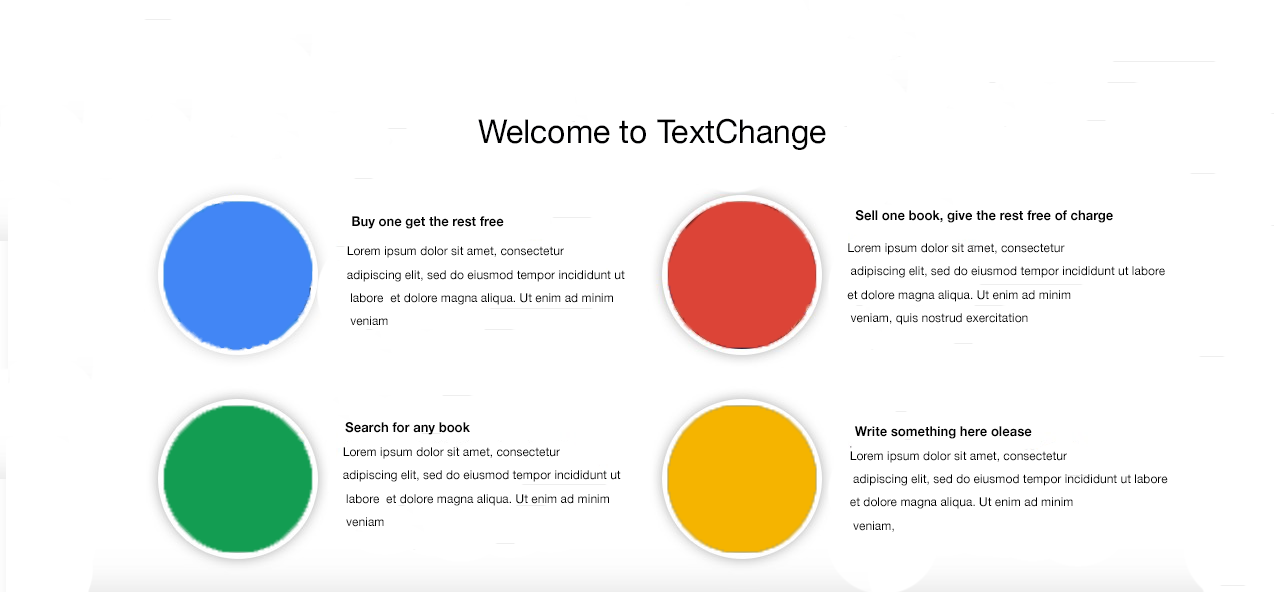 Welcome to TextChange
Buy one get the rest free
Lorem ipsum dolor sit amet, consectetur
adipiscing elit, sed do eiusmod tempor incididunt ut
labore et dolore magna aliqua. Ut enim ad minim
veniam
Sell one book, give the rest free of charge
Lorem ipsum dolor sit amet, consectetur
adipiscing elit, sed do eiusmod tempor incididunt ut labore
et dolore magna aliqua. Ut enim ad minim
veniam, quis nostrud exercitation
Search for any book
Lorem ipsum dolor sit amet, consectetur
adipiscing elit, sed do eiusmod tempor incididunt ut
labore et dolore magna aliqua. Ut enim ad minim
veniam
Write something here olease
Lorem ipsum dolor sit amet, consectetur
adipiscing elit, sed do eiusmod tempor incididunt ut labore
et dolore magna aliqua. Ut enim ad minim
veniam,